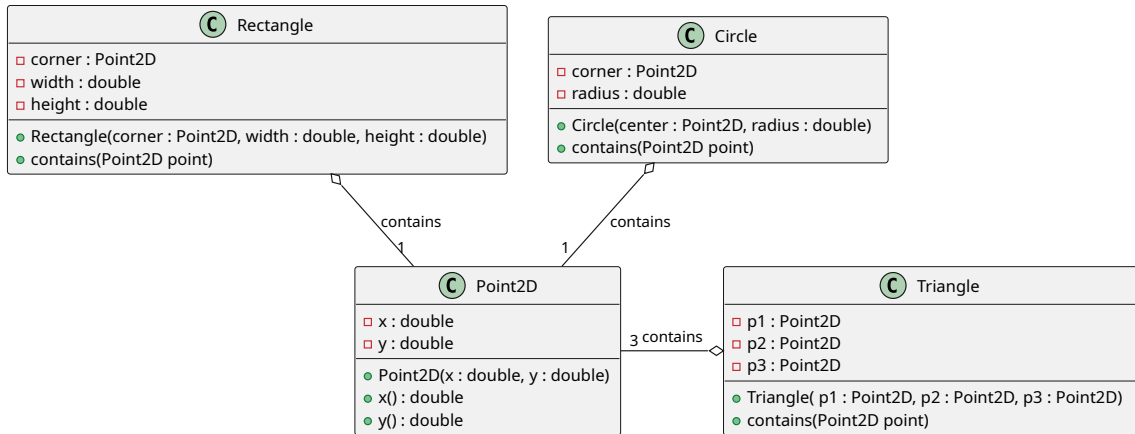 C Rectangle
corner : Point2D
width : double
height : double
Rectangle(corner : Point2D, width : double, height : double)
contains(Point2D point)
C Circle
corner : Point2D
radius : double
Circle(center : Point2D, radius : double)
contains(Point2D point)
contains
1
contains
1
C Point2D
x : double
y : double
Point2D(x : double, y : double)
x() : double
y() : double
3 contains
C Triangle
p1 : Point2D
p2 : Point2D
p3 : Point2D
Triangle( p1 : Point2D, p2 : Point2D, p3 : Point2D)
contains(Point2D point)